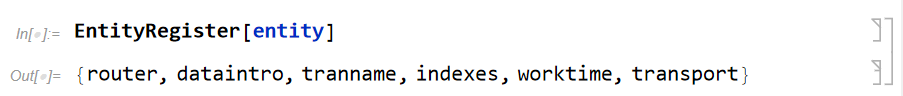 In[•]:= EntityRegister[entity]
Out[•]= {router, dataintro, tranname, indexes, worktime, transport}